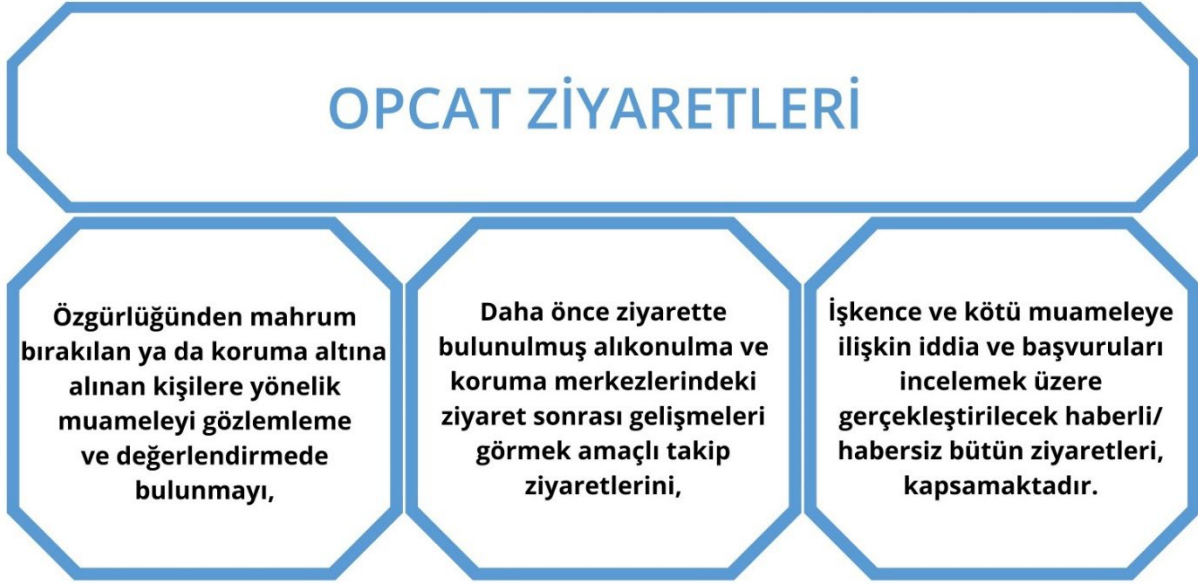 OPCAT ZİYARETLERİ
Özgürlüğünden mahrum
bırakılan ya da koruma altına
alınan kişilere yönelik
muameleyi gözlemleme
ve değerlendirmede
bulunmayı,
Daha önce ziyarette
bulunulmuş alıkonulma ve
koruma merkezlerindeki
ziyaret sonrası gelişmeleri
görmek amaçlı takip
ziyaretlerini,
İşkence ve kötü muameleye
ilişkin iddia ve başvuruları
incelemek üzere
gerçekleştirilecek haberli/
habersiz bütün ziyaretleri,
kapsamaktadır.